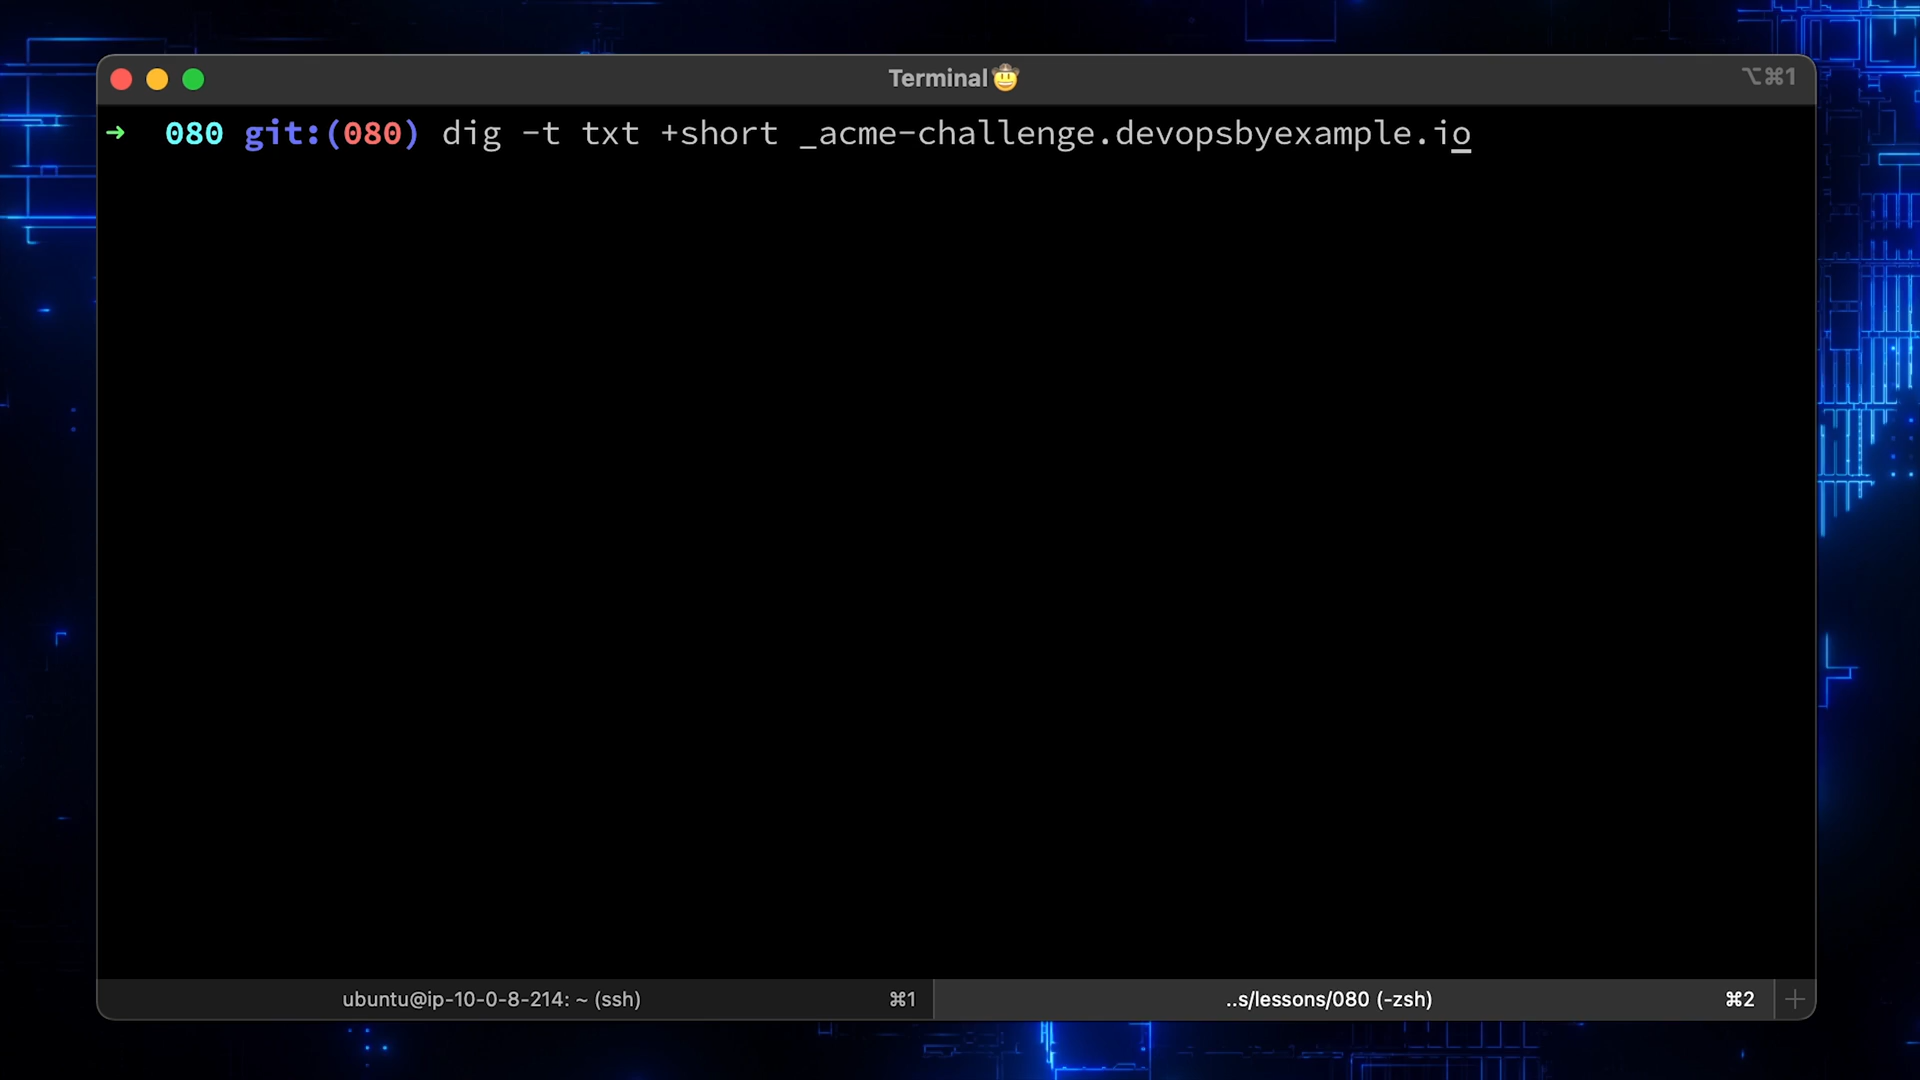 Terminal🤠
⌥⌘1
➜ 080 git:(080) dig -t txt +short _acme-challenge.devopsbyexample.io
ubuntu@ip-10-0-8-214: ~ (ssh)
⌘1
..s/lessons/080 (-zsh)
⌘2